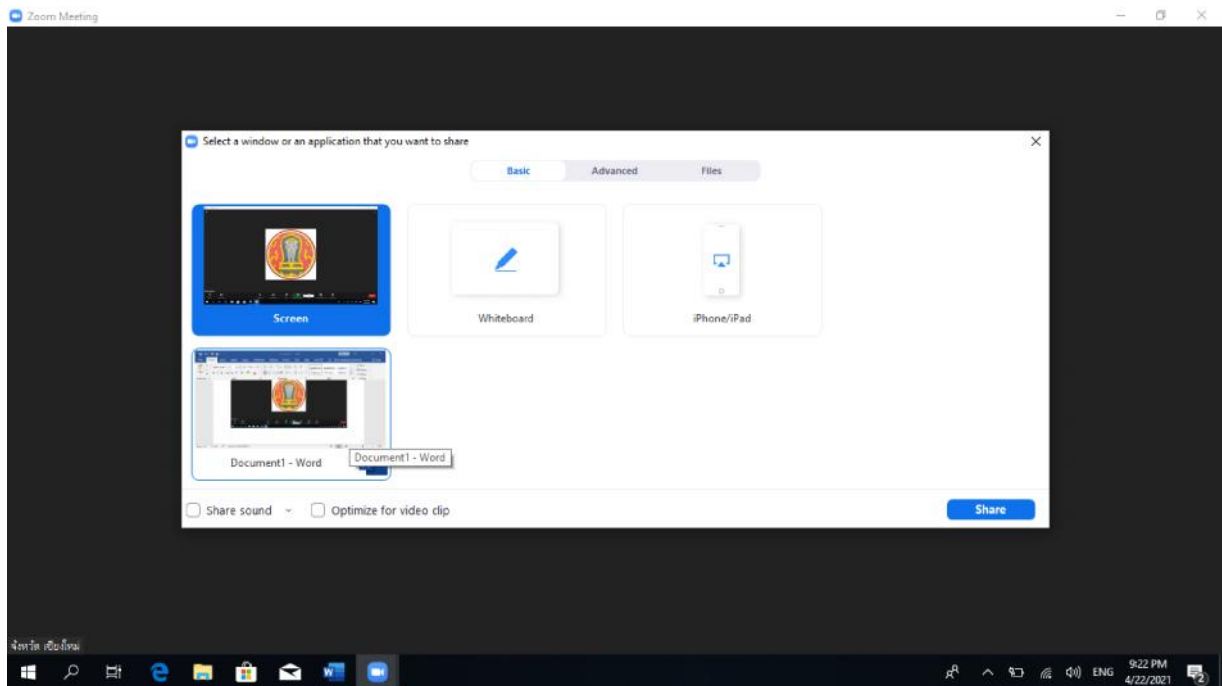 Zoom Meeting
Select a window or an application that you want to share
Basic Advanced Files
Screen Whiteboard iPhone/iPad
Document1 - Word Document1 - Word
Share sound Optimize for video clip Share
จังหวัด เชียงใหม่
ENG 9:22 PM
4/22/2021
2